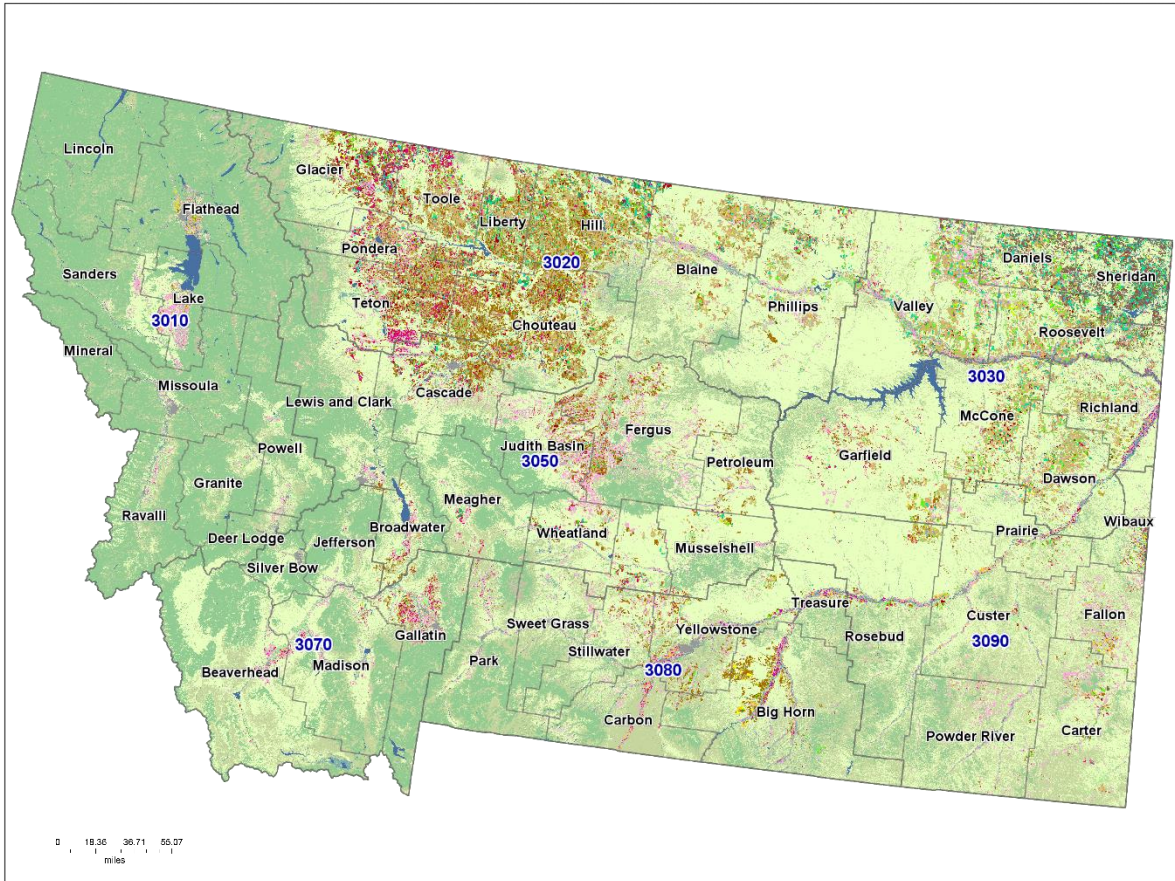 Lincoln
Glacier
Flathead
Toole
Liberty
Hill
Daniels
Sheridan
Pondera
3020
Blaine
Sanders
Lake
Teton
Phillips
Valley
3010
Chouteau
Roosevelt
Mineral
3030
Missoula
Cascade
Lewis and Clark
McCone
Richland
Fergus
Powell
Judith Basin
3050
Petroleum
Garfield
Granite
Dawson
Meagher
Ravalli
Broadwater
Wheatland
Prairie
Wibaux
Deer Lodge
Jefferson
Musselshell
Silver Bow
Treasure
Custer
Fallon
Sweet Grass
Yellowstone
Gallatin
Rosebud
3090
3070
Stillwater
Park
Madison
3080
Beaverhead
Carbon
Big Horn
Powder River
Carter
0 18.36 36.71 55.07
miles